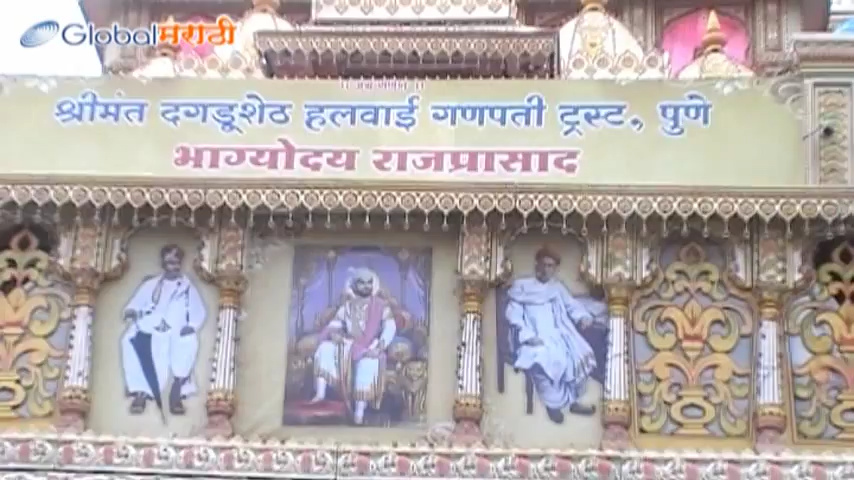 Globalमराठी
श्रीमंत दगडूशेठ हलवाई गणपती ट्रस्ट, पुणे
भाग्योदय राजप्रासाद